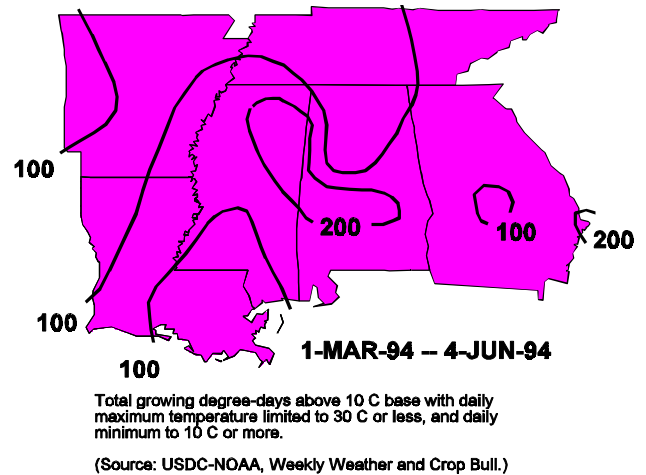 100
200
100
200
100
100
1-MAR-94 -- 4-JUN-94
Total growing degree-days above 10 C base with daily
maximum temperature limited to 30 C or less, and daily
minimum to 10 C or more.
(Source: USDC-NOAA, Weekly Weather and Crop Bull.)